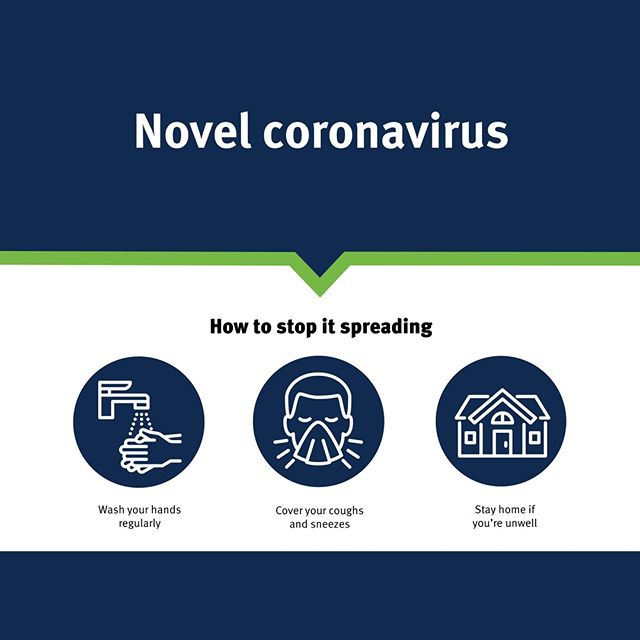 Novel coronavirus
How to stop it spreading
Wash your hands
regularly
Cover your coughs
and sneezes
Stay home if
you're unwell